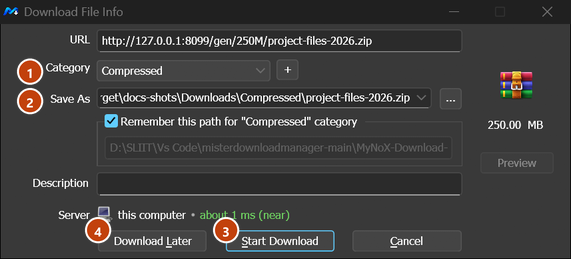 Download File Info
URL http://127.0.0.1:8099/gen/250M/project-files-2026.zip
1 Category Compressed +
2 Save As rget\docs-shots\Downloads\Compressed\project-files-2026.zip ...
Remember this path for "Compressed" category
250.00 MB
D:\SLIIT\Vs Code\misterdownloadmanager-main\MyNoX-Download-
Preview
Description
Server this computer • about 1 ms (near)
4 3
Download Later Start Download Cancel